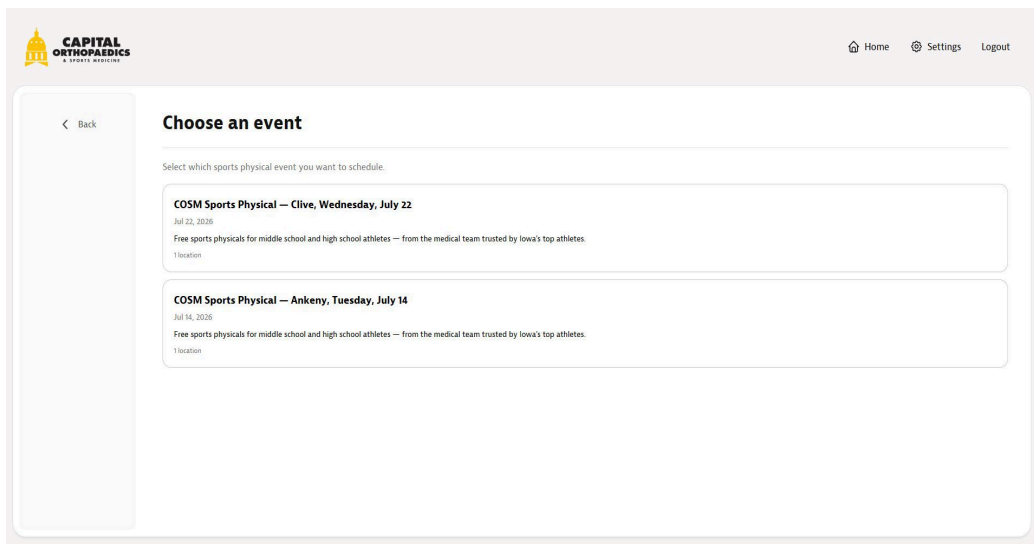 CAPITAL
ORTHOPAEDICS
& SPORTS MEDICINE
Home
Settings
Logout
Back
Choose an event
Select which sports physical event you want to schedule.
COSM Sports Physical — Clive, Wednesday, July 22
Jul 22, 2026
Free sports physicals for middle school and high school athletes — from the medical team trusted by Iowa's top athletes.
1 location
COSM Sports Physical — Ankeny, Tuesday, July 14
Jul 14, 2026
Free sports physicals for middle school and high school athletes — from the medical team trusted by Iowa's top athletes.
1 location